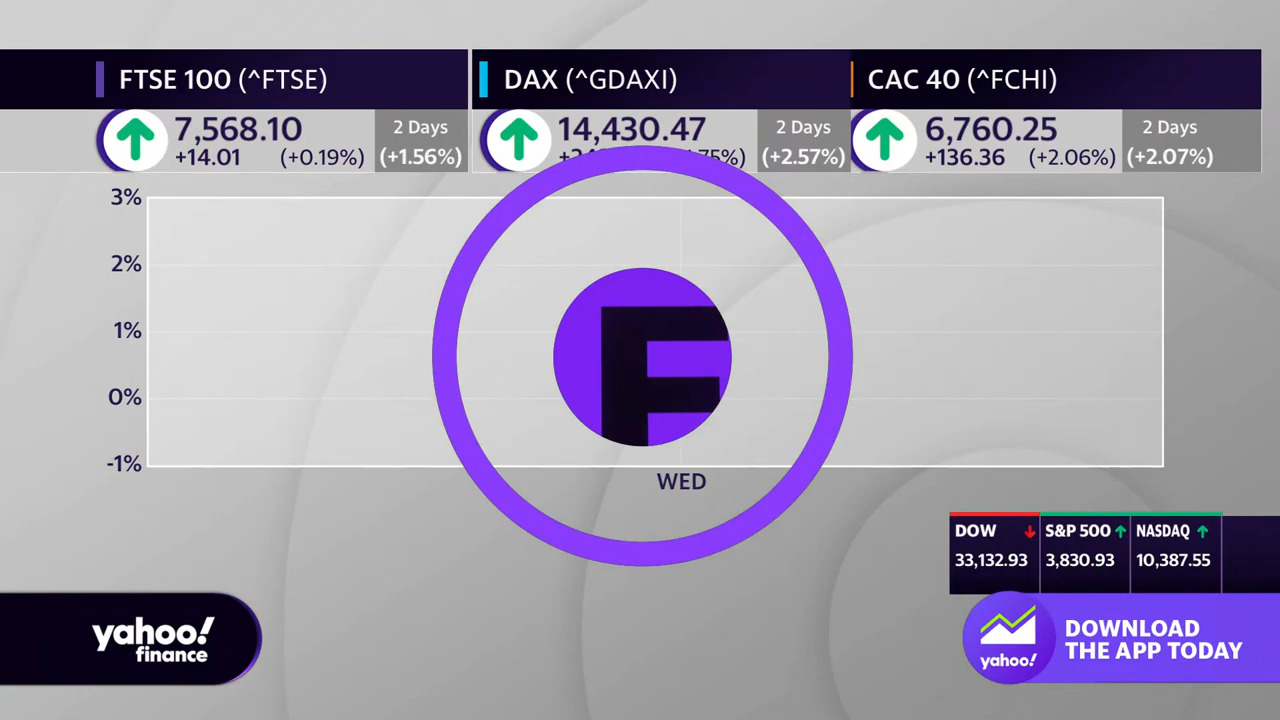 FTSE 100 (^FTSE)
7,568.10
+14.01 (+0.19%)
2 Days
(+1.56%)
DAX (^GDAXI)
14,430.47
2 Days
(+2.57%)
CAC 40 (^FCHI)
6,760.25
+136.36 (+2.06%)
2 Days
(+2.07%)
3%
2%
1%
0%
-1%
F
WED
DOW
33,132.93
S&P 500
3,830.93
NASDAQ
10,387.55
yahoo!
finance
yahoo!
DOWNLOAD
THE APP TODAY